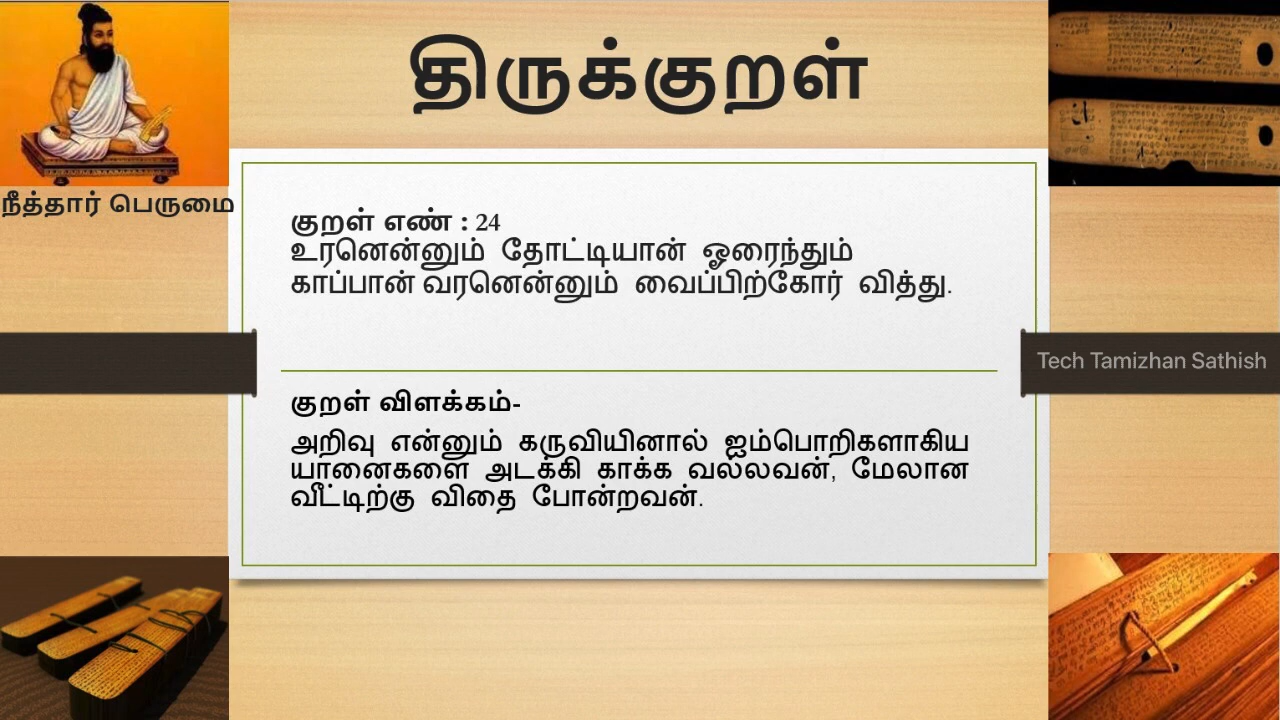 திருக்குறள்
நீத்தார் பெருமை
குறள் எண் : 24
உரனென்னும் தோட்டியான் ஓரைந்தும்
காப்பான் வரனென்னும் வைப்பிற்கோர் வித்து.
Tech Tamizhan Sathish
குறள் விளக்கம்-
அறிவு என்னும் கருவியினால் ஐம்பொறிகளாகிய
யானைகளை அடக்கி காக்க வல்லவன், மேலான
வீட்டிற்கு விதை போன்றவன்.